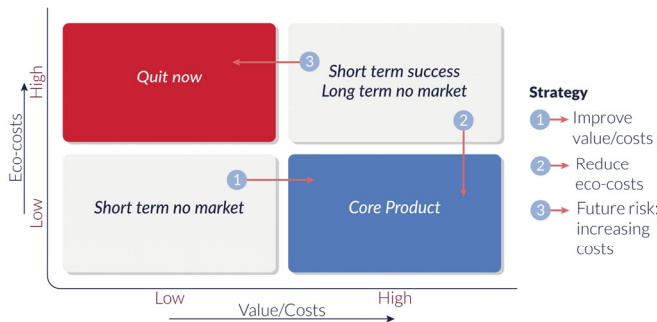 High
Eco-costs
Low
Quit now
3
Short term success
Long term no market
2
1
Short term no market
Core Product
Low
High
Value/Costs
Strategy
1 Improve
value/costs
2 Reduce
eco-costs
3 Future risk:
increasing
costs